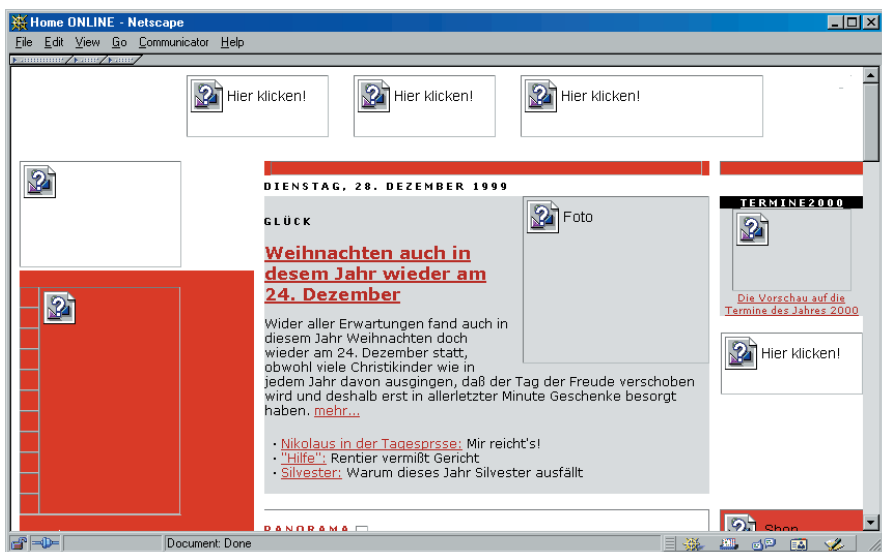 Home ONLINE - Netscape
File Edit View Go Communicator Help
Hier klicken!
Hier klicken!
Hier klicken!
DIENSTAG, 28. DEZEMBER 1999
GLÜCK
Weihnachten auch in
desem Jahr wieder am
24. Dezember
Foto
Wider aller Erwartungen fand auch in
diesem Jahr Weihnachten doch
wieder am 24. Dezember statt,
obwohl viele Christikinder wie in
jedem Jahr davon ausgingen, daß der Tag der Freude verschoben
wird und deshalb erst in allerletzter Minute Geschenke besorgt
haben. mehr...
· Nikolaus in der Tagesprsse: Mir reicht's!
· "Hilfe": Rentier vermißt Gericht
· Silvester: Warum dieses Jahr Silvester ausfällt
PANORAMA
TERMINE2000
Die Vorschau auf die
Termine des Jahres 2000
Hier klicken!
Shop
Document: Done